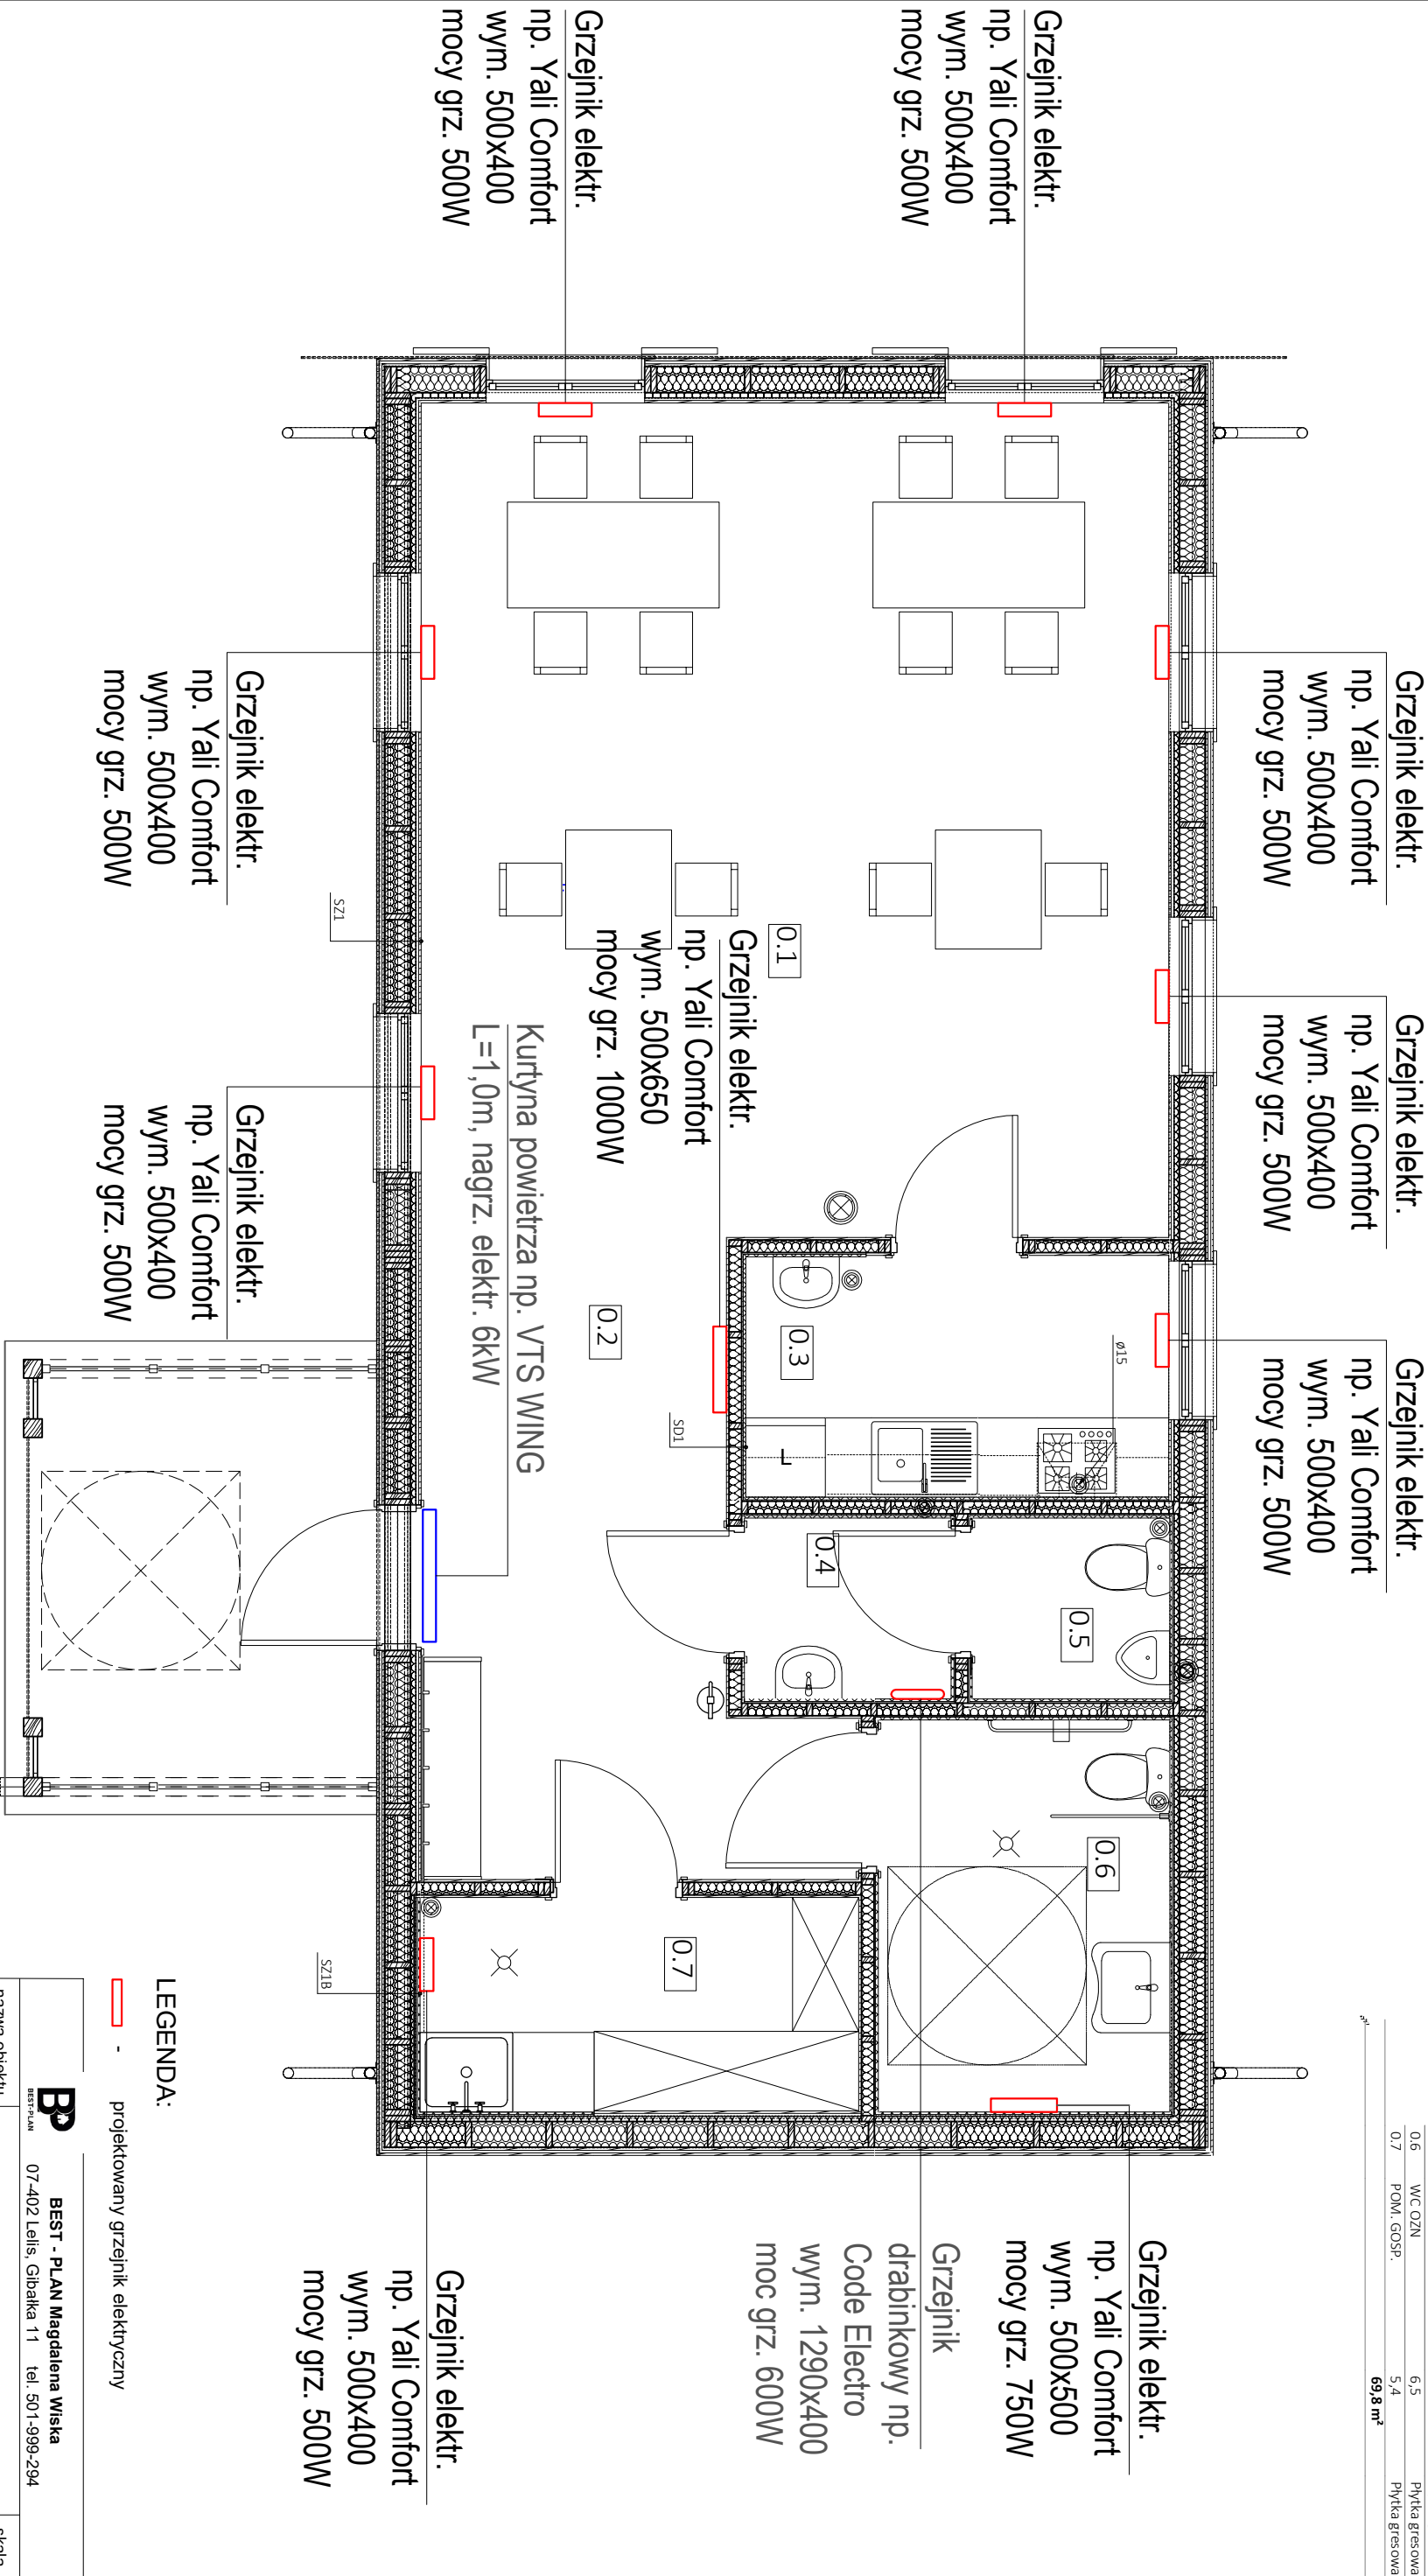 Grzejnik elektr.
np. Yali Comfort
wym. 500x400
mocy grz. 500W
Grzejnik elektr.
np. Yali Comfort
wym. 500x400
mocy grz. 500W
Grzejnik elektr.
np. Yali Comfort
wym. 500x400
mocy grz. 500W
Grzejnik elektr.
np. Yali Comfort
wym. 500x400
mocy grz. 500W
Grzejnik elektr.
np. Yali Comfort
wym. 500x400
mocy grz. 500W
0.1
Grzejnik elektr.
np. Yali Comfort
wym. 500x650
mocy grz. 1000W
Kurtyna powietrza np. VTS WING
L=1,0m, nagrz. elektr. 6kW
0.2
0.3
ø15
L
SD1
SZ1
0.4
0.5
0.6
0.7
SZ1B
Grzejnik elektr.
np. Yali Comfort
wym. 500x400
mocy grz. 500W
Grzejnik elektr.
np. Yali Comfort
wym. 500x400
mocy grz. 500W
0.6 WC OZN 6,5 Płytka gresowa
0.7 POM. GOSP. 5,4 Płytka gresowa
69,8 m²
Grzejnik elektr.
np. Yali Comfort
wym. 500x500
mocy grz. 750W
Grzejnik
drabinkowy np.
Code Electro
wym. 1290x400
moc grz. 600W
Grzejnik elektr.
np. Yali Comfort
wym. 500x400
mocy grz. 500W
LEGENDA:
- projektowany grzejnik elektryczny
BP
BEST-PLAN
BEST - PLAN Magdalena Wiska
07-402 Lelis, Gibałka 11 tel. 501-999-294
nazwa obiektu
skala